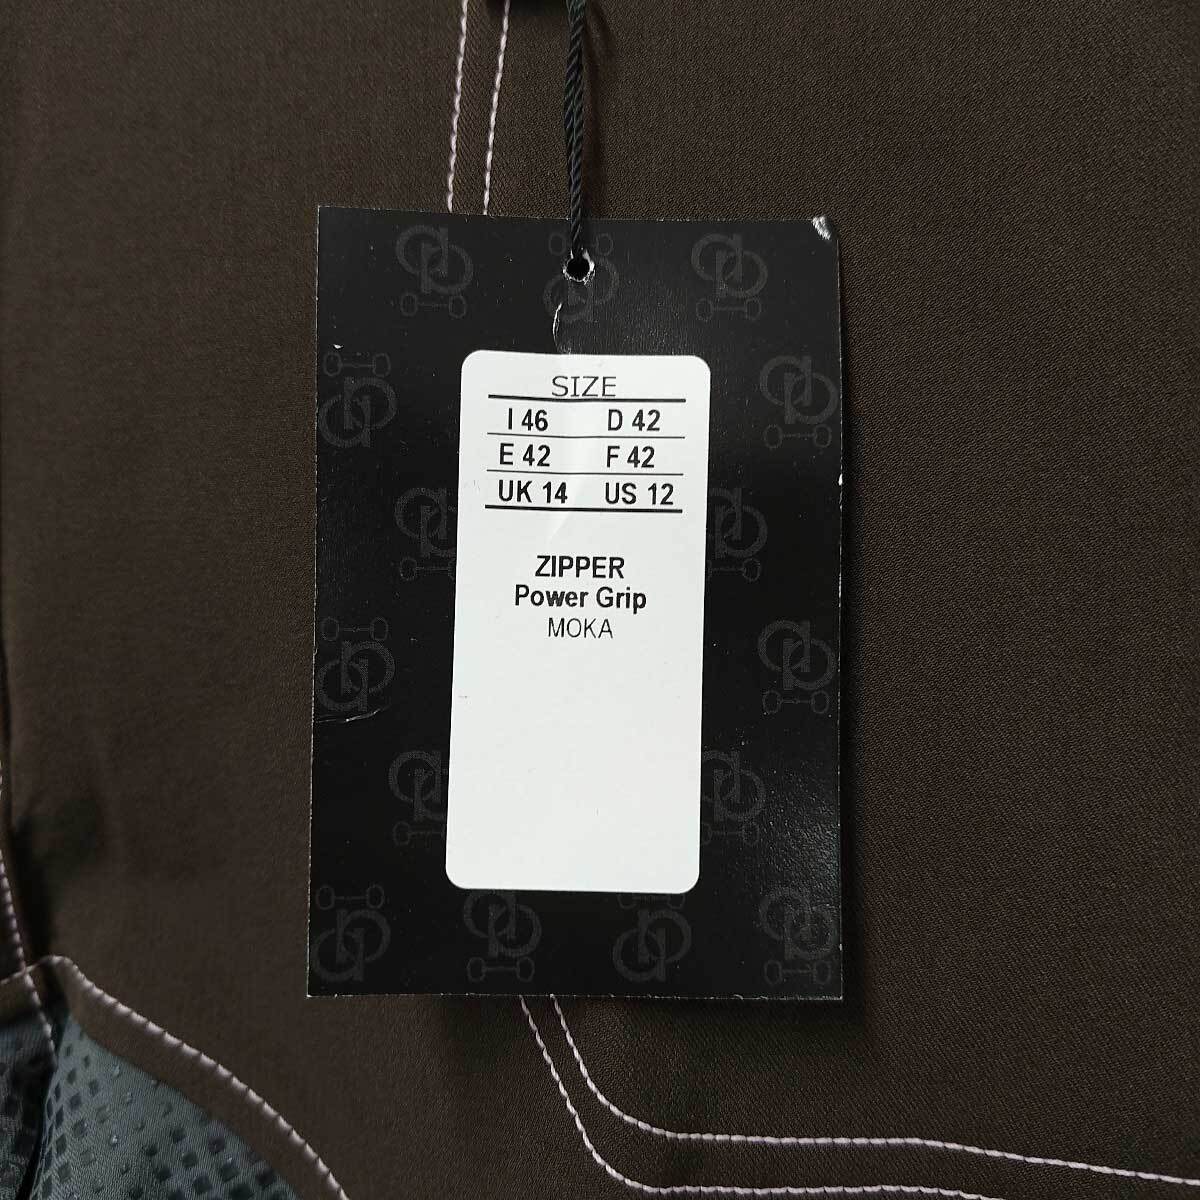 SIZE
I 46 D 42
E 42 F 42
UK 14 US 12
ZIPPER
Power Grip
MOKA